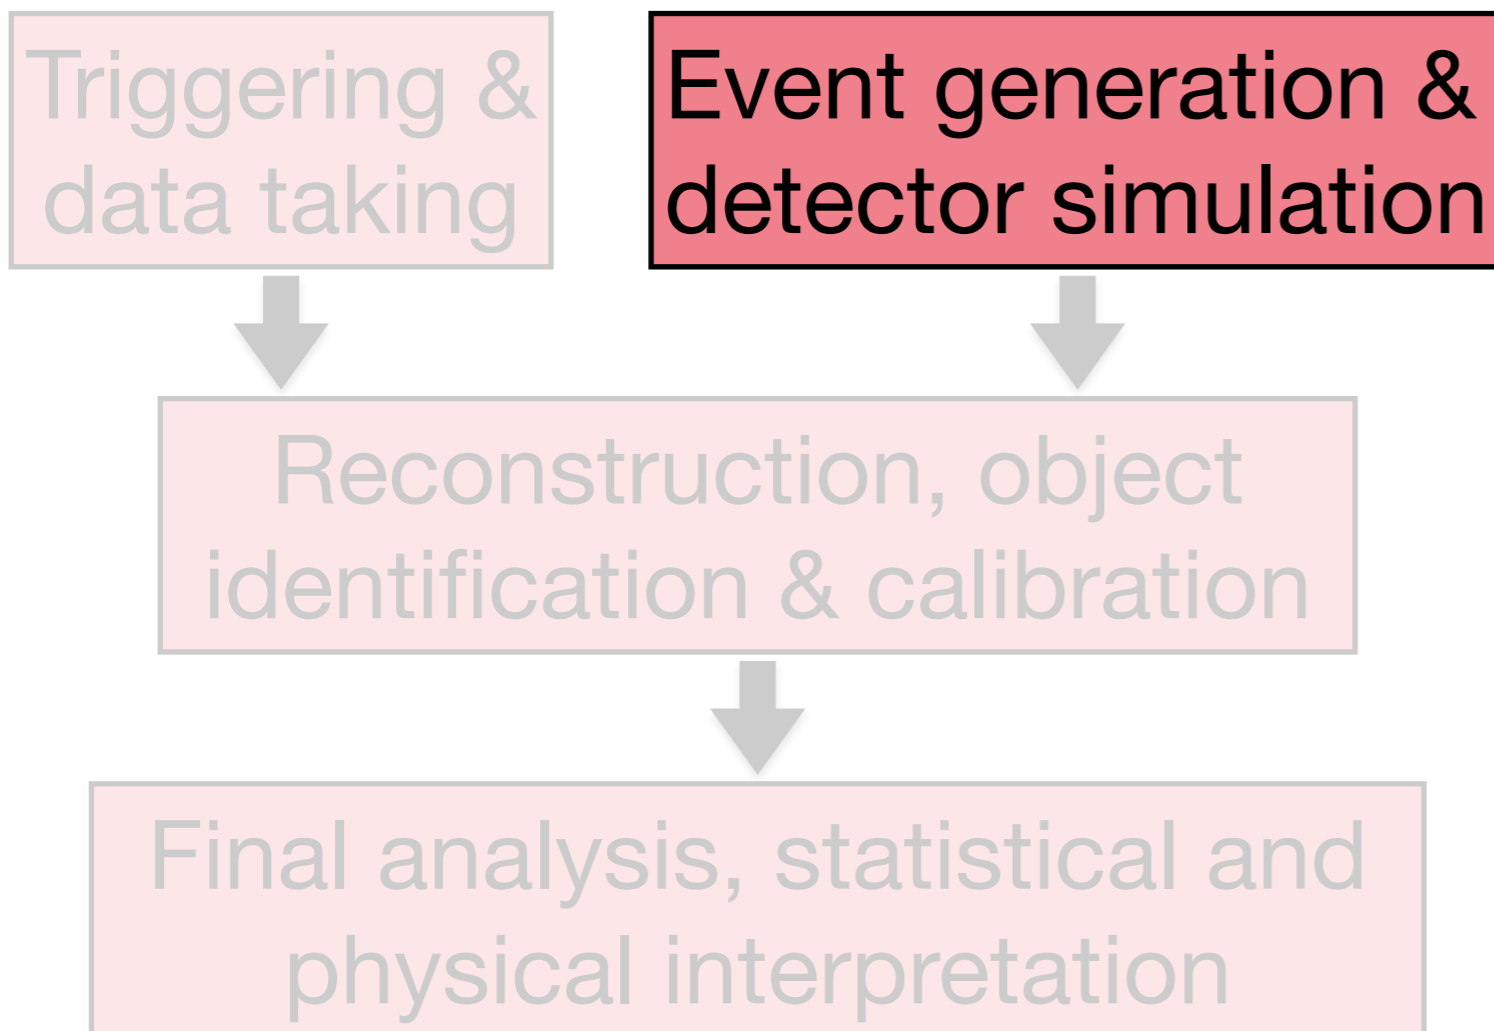 Triggering &
data taking
Event generation &
detector simulation
Reconstruction, object
identification & calibration
Final analysis, statistical and
physical interpretation